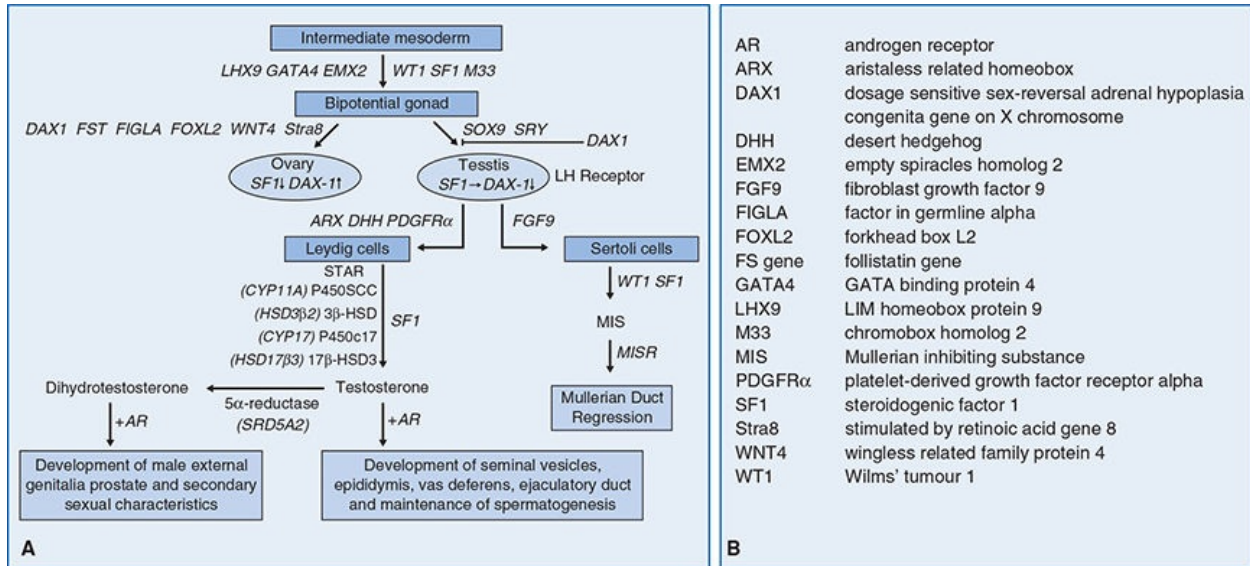 Intermediate mesoderm
LHX9 GATA4 EMX2 WT1 SF1 M33
Bipotential gonad
DAX1 FST FIGLA FOXL2 WNT4 Stra8
SOX9 SRY
DAX1
Ovary
SF1↓ DAX-1↑
Tesstis
SF1→DAX-1↓
LH Receptor
ARX DHH PDGFRα
FGF9
Leydig cells
Sertoli cells
STAR
(CYP11A) P450SCC
(HSD3β2) 3β-HSD
(CYP17) P450c17
(HSD17β3) 17β-HSD3
SF1
WT1 SF1
MIS
MISR
Mullerian Duct
Regression
Dihydrotestosterone
Testosterone
5α-reductase
(SRD5A2)
+AR
+AR
Development of male external
genitalia prostate and secondary
sexual characteristics
Development of seminal vesicles,
epididymis, vas deferens, ejaculatory duct
and maintenance of spermatogenesis
A
AR androgen receptor
ARX aristaless related homeobox
DAX1 dosage sensitive sex-reversal adrenal hypoplasia
congenita gene on X chromosome
DHH desert hedgehog
EMX2 empty spiracles homolog 2
FGF9 fibroblast growth factor 9
FIGLA factor in germline alpha
FOXL2 forkhead box L2
FS gene follistatin gene
GATA4 GATA binding protein 4
LHX9 LIM homeobox protein 9
M33 chromobox homolog 2
MIS Mullerian inhibiting substance
PDGFRα platelet-derived growth factor receptor alpha
SF1 steroidogenic factor 1
Stra8 stimulated by retinoic acid gene 8
WNT4 wingless related family protein 4
WT1 Wilms' tumour 1
B